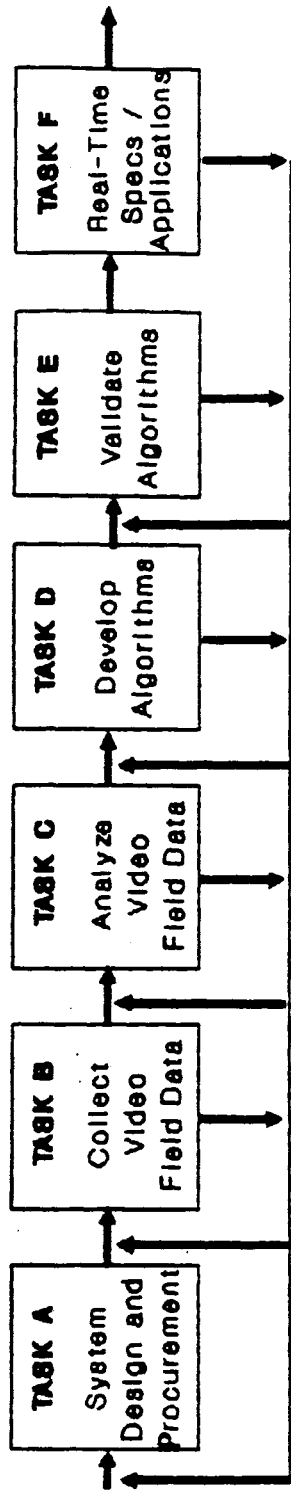 TASK A
System
Design and
Procurement
TASK B
Collect
Video
Field Data
TASK C
Analyze
Video
Field Data
TASK D
Develop
Algorithms
TASK E
Validate
Algorithms
TASK F
Real-Time
Specs /
Applications